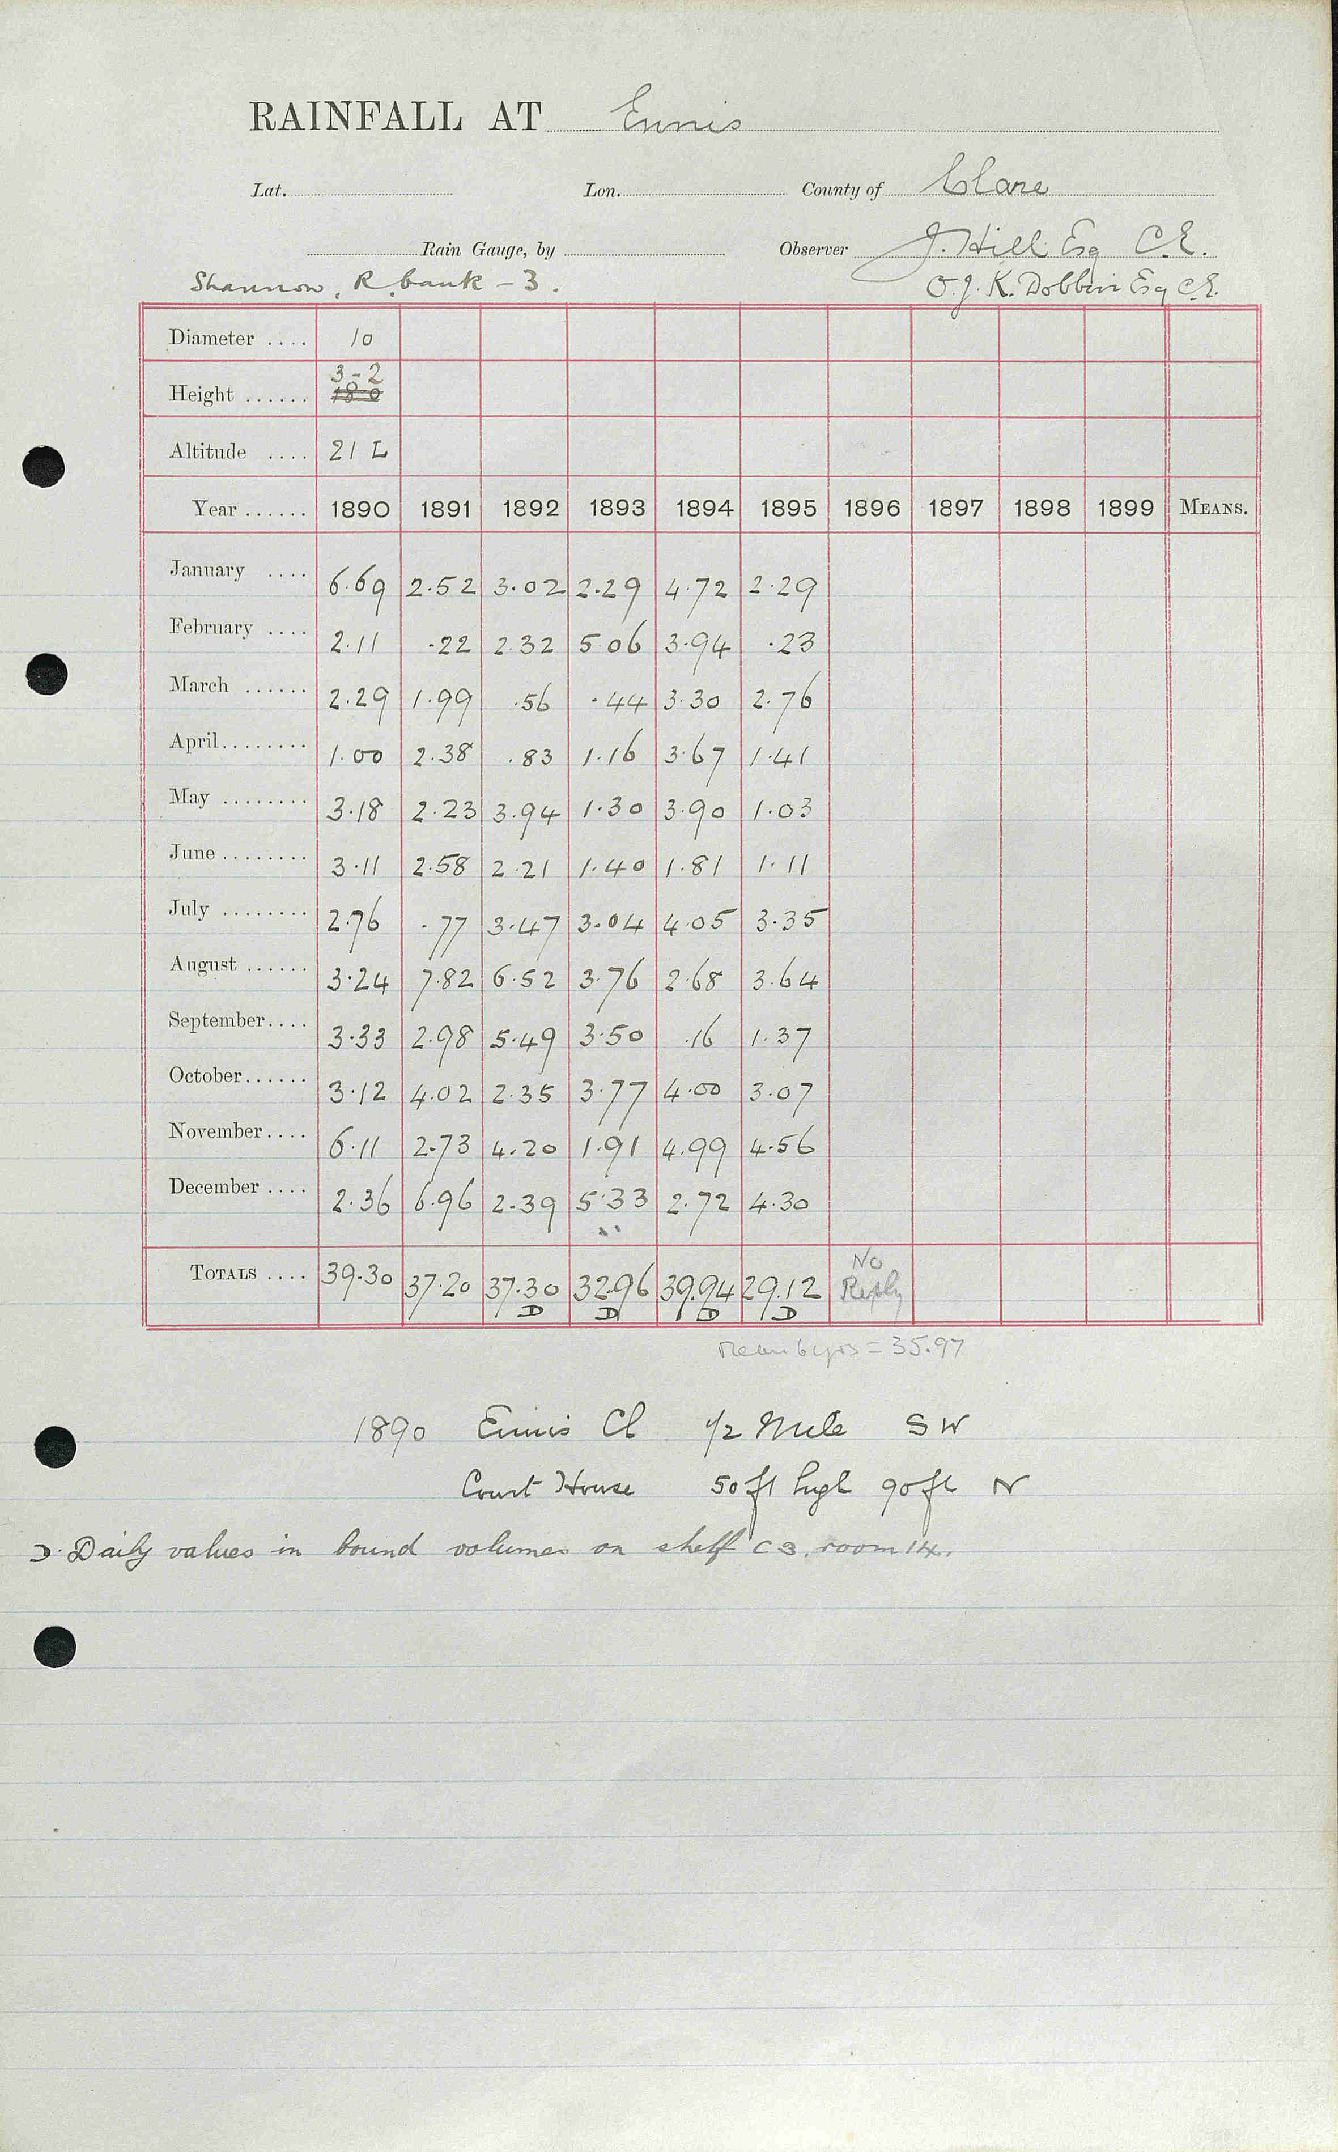 RAINFALL AT Ennis
Lat. Lon. County of Clare
Rain Gauge, by Observer J. Hill Esq C.E.
Shannon, R. bank - 3. O. J. K. Dobbin Esq C.E.
Diameter .... 10
3-2
Height ...... 18 0
Altitude .... 21 L
Year ...... 1890 1891 1892 1893 1894 1895 1896 1897 1898 1899 MEANS.
January .... 6.69 2.52 3.02 2.29 4.72 2.29
February .... 2.11 .22 2.32 5 06 3.94 .23
March ...... 2.29 1.99 .56 .44 3.30 2.76
April........ 1.00 2.38 .83 1.16 3.67 1.41
May ........ 3.18 2.23 3.94 1.30 3.90 1.03
June ........ 3.11 2.58 2.21 1.40 1.81 1.11
July ........ 2.76 .77 3.47 3.04 4.05 3.35
August ...... 3.24 7.82 6.52 3.76 2.68 3.64
September.... 3.33 2.98 5.49 3.50 .16 1.37
October...... 3.12 4.02 2.35 3.77 4.00 3.07
November.... 6.11 2.73 4.20 1.91 4.99 4.56
December .... 2.36 6.96 2.39 5.33 2.72 4.30
TOTALS .... 39.30 37.20 37.30 32.96 39.94 29.12 No Reply
D D D D
Mean 6 yrs = 35.97
1890 Ennis Cl 1/2 Mile SW
Court House 50 ft high 90 ft N
D. Daily values in bound volumes on shelf C3, room 14.